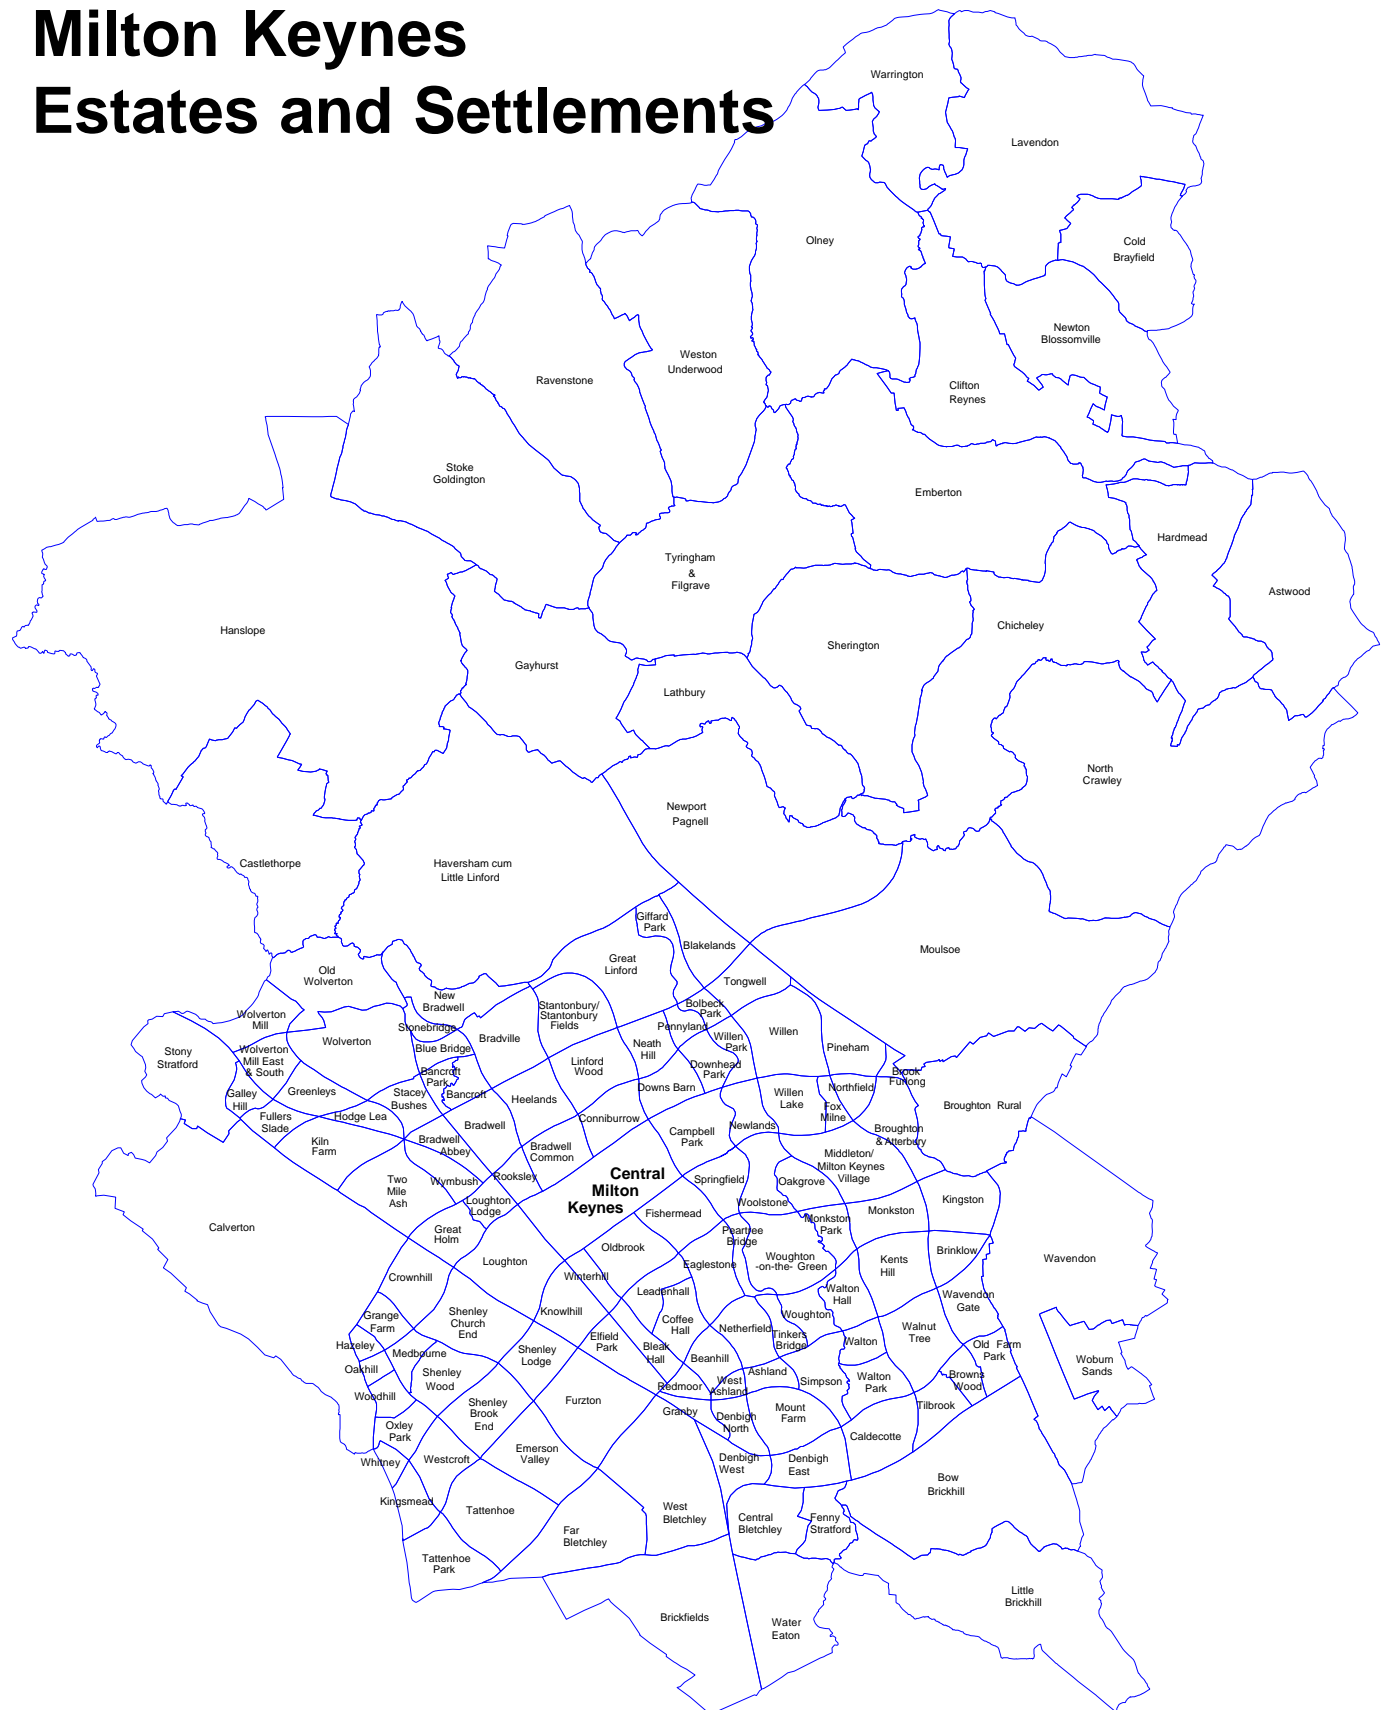 Milton Keynes
Estates and Settlements
Warrington
Lavendon
Olney
Cold
Brayfield
Newton
Blossomville
Weston
Underwood
Ravenstone
Clifton
Reynes
Stoke
Goldington
Emberton
Hardmead
Tyringham
&
Filgrave
Astwood
Hanslope
Chicheley
Sherington
Gayhurst
Lathbury
North
Crawley
Newport
Pagnell
Castlethorpe
Haversham cum
Little Linford
Giffard
Park
Blakelands
Moulsoe
Great
Linford
Old
Wolverton
Tongwell
New
Bradwell
Stantonbury/
Stantonbury
Fields
Bolbeck
Park
Wolverton
Mill
Stonebridge
Pennyland
Willen
Wolverton
Bradville
Willen
Park
Neath
Hill
Stony
Stratford
Wolverton
Mill East
& South
Blue Bridge
Pineham
Linford
Wood
Downhead
Park
Bancroft
Park
Brook
Furlong
Greenleys
Stacey
Bushes
Bancroft
Heelands
Downs Barn
Willen
Lake
Northfield
Galley
Hill
Fox
Milne
Broughton Rural
Fullers
Slade
Hodge Lea
Conniburrow
Bradwell
Newlands
Campbell
Park
Broughton
& Atterbury
Kiln
Farm
Bradwell
Abbey
Bradwell
Common
Middleton/
Milton Keynes
Village
Central
Milton
Keynes
Two
Mile
Ash
Wymbush
Rooksley
Springfield
Oakgrove
Loughton
Lodge
Woolstone
Kingston
Calverton
Fishermead
Monkston
Monkston
Park
Great
Holm
Peartree
Bridge
Oldbrook
Brinklow
Wavendon
Loughton
Woughton
-on-the- Green
Kents
Hill
Eaglestone
Crownhill
Winterhill
Leadenhall
Walton
Hall
Wavendon
Gate
Grange
Farm
Shenley
Church
End
Knowlhill
Coffee
Hall
Woughton
Netherfield
Tinkers
Bridge
Walnut
Tree
Elfield
Park
Hazeley
Medbourne
Shenley
Lodge
Bleak
Hall
Beanhill
Walton
Old Farm
Park
Woburn
Sands
Oakhill
Shenley
Wood
Ashland
West
Ashland
Simpson
Walton
Park
Browns
Wood
Redmoor
Woodhill
Shenley
Brook
End
Furzton
Granby
Mount
Farm
Tilbrook
Oxley
Park
Denbigh
North
Caldecotte
Whitney
Westcroft
Emerson
Valley
Denbigh
West
Denbigh
East
Bow
Brickhill
Kingsmead
Tattenhoe
West
Bletchley
Central
Bletchley
Fenny
Stratford
Far
Bletchley
Tattenhoe
Park
Little
Brickhill
Brickfields
Water
Eaton